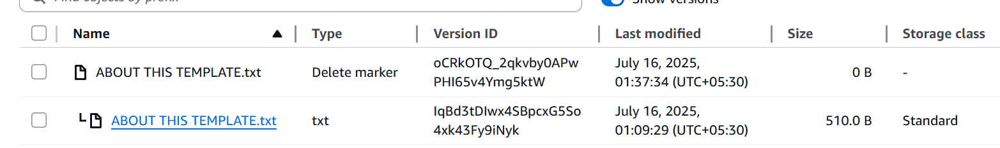 Find objects by prefix
Show versions
Name Type Version ID Last modified Size Storage class
ABOUT THIS TEMPLATE.txt Delete marker oCRkOTQ_2qkvby0APw July 16, 2025, 0 B -
PHI65v4Ymg5ktW 01:37:34 (UTC+05:30)
ABOUT THIS TEMPLATE.txt txt IqBd3tDIwx4SBpcxG5So July 16, 2025, 510.0 B Standard
4xk43Fy9iNyk 01:09:29 (UTC+05:30)